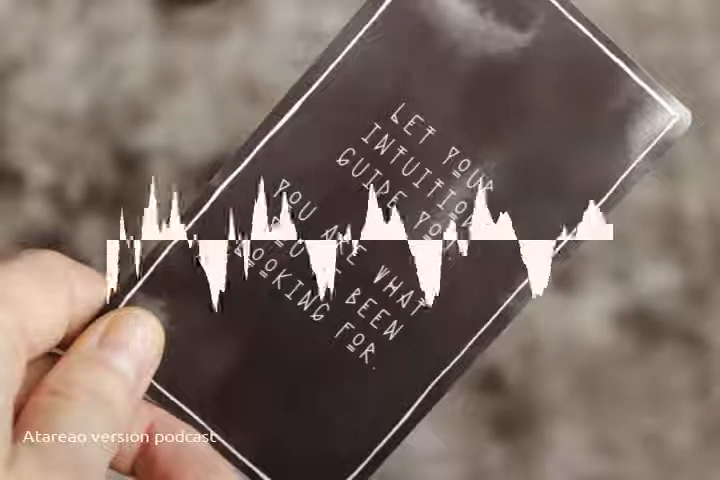 LET YOUR
INTUITION
GUIDE YOU
YOU ARE WHAT
BEEN
LOOKING FOR.
Atareao version podcast